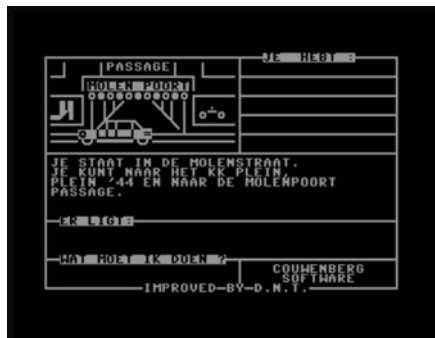 PASSAGE
MOLEN POORT
JE HEBT :
JE STAAT IN DE MOLENSTRAAT.
JE KUNT NAAR HET KK PLEIN,
PLEIN '44 EN NAAR DE MOLENPOORT
PASSAGE.
ER LIGT:
WAT MOET IK DOEN ?
COUWENBERG
SOFTWARE
IMPROVED BY D.N.T.